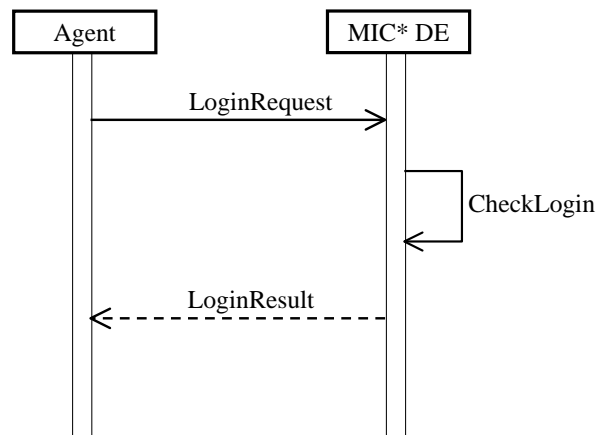 Agent
MIC* DE
LoginRequest
CheckLogin
LoginResult